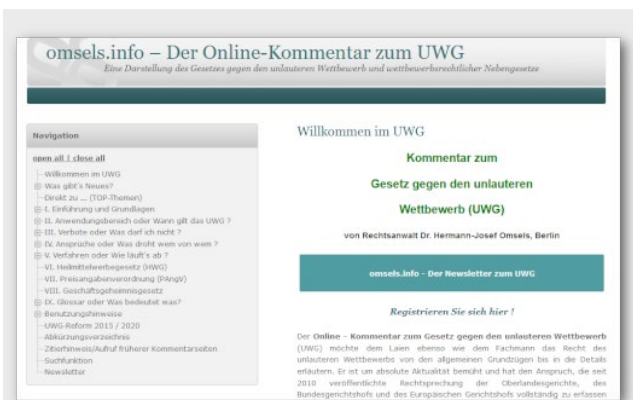 omsels.info – Der Online-Kommentar zum UWG
Eine Darstellung des Gesetzes gegen den unlauteren Wettbewerb und wettbewerbsrechtlicher Nebengesetze
Navigation
open all | close all
Willkommen im UWG
Was gibt´s Neues?
Direkt zu ... (TOP-Themen)
I. Einführung und Grundlagen
II. Anwendungsbereich oder Wann gilt das UWG ?
III. Verbote oder Was darf ich nicht ?
IV. Ansprüche oder Was droht wem von wem ?
V. Verfahren oder Wie läuft´s ab ?
VI. Heilmittelwerbegesetz (HWG)
VII. Preisangabenverordnung (PAngV)
VIII. Geschäftsgeheimnisgesetz
IX. Glossar oder Was bedeutet was?
Benutzungshinweise
UWG-Reform 2015 / 2020
Abkürzungsverzeichnis
Zitierhinweis/Aufruf früherer Kommentarseiten
Suchfunktion
Newsletter
Willkommen im UWG
Kommentar zum
Gesetz gegen den unlauteren
Wettbewerb (UWG)
von Rechtsanwalt Dr. Hermann-Josef Omsels, Berlin
omsels.info - Der Newsletter zum UWG
Registrieren Sie sich hier !
Der Online - Kommentar zum Gesetz gegen den unlauteren Wettbewerb
(UWG) möchte dem Laien ebenso wie dem Fachmann das Recht des
unlauteren Wettbewerbs von den allgemeinen Grundzügen bis in die Details
erläutern. Er ist um absolute Aktualität bemüht und hat den Anspruch, die seit
2010 veröffentlichte Rechtsprechung der Oberlandesgerichte, des
Bundesgerichtshofs und des Europäischen Gerichtshofs vollständig zu erfassen